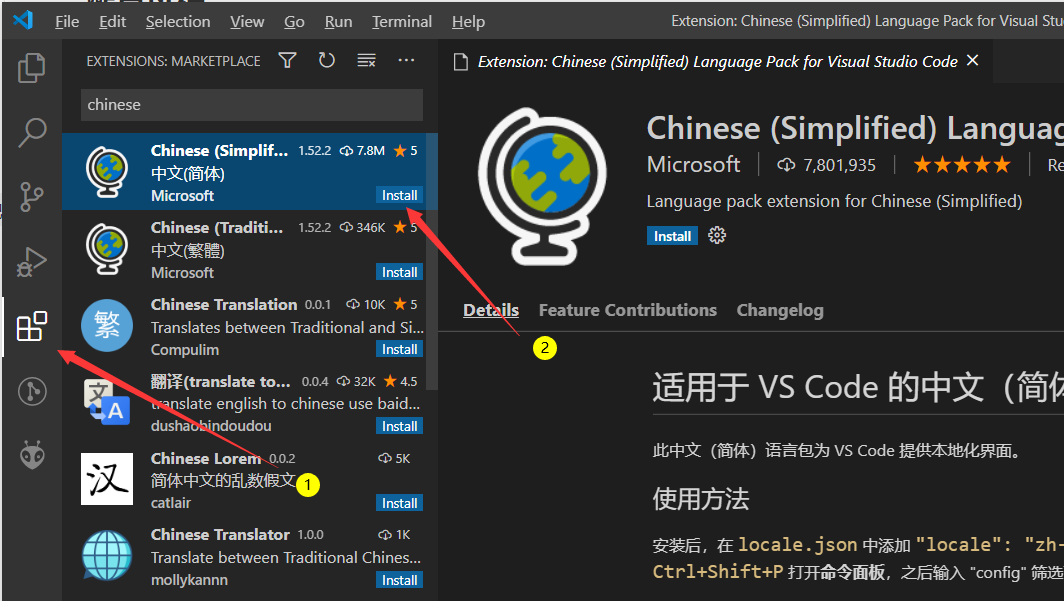 File Edit Selection View Go Run Terminal Help
Extension: Chinese (Simplified) Language Pack for Visual Stu
EXTENSIONS: MARKETPLACE
chinese
Chinese (Simplif... 1.52.2 7.8M 5
中文(简体)
Microsoft Install
Chinese (Traditi... 1.52.2 346K 5
中文(繁體)
Microsoft Install
繁
Chinese Translation 0.0.1 10K 5
Translates between Traditional and Si...
Compulim Install
文 A
翻译(translate to... 0.0.4 32K 4.5
translate english to chinese use baid...
dushaobindoudou Install
汉
Chinese Lorem 0.0.2 5K
简体中文的乱数假文
catlair Install
1
Chinese Translator 1.0.0 1K
Translate between Traditional Chines...
mollykannn Install
2
Extension: Chinese (Simplified) Language Pack for Visual Studio Code
Chinese (Simplified) Langua
Microsoft 7,801,935 Re
Language pack extension for Chinese (Simplified)
Install
Details Feature Contributions Changelog
适用于 VS Code 的中文（简体
此中文（简体）语言包为 VS Code 提供本地化界面。
使用方法
安装后，在 locale.json 中添加 "locale": "zh-
Ctrl+Shift+P 打开命令面板，之后输入 "config" 筛选